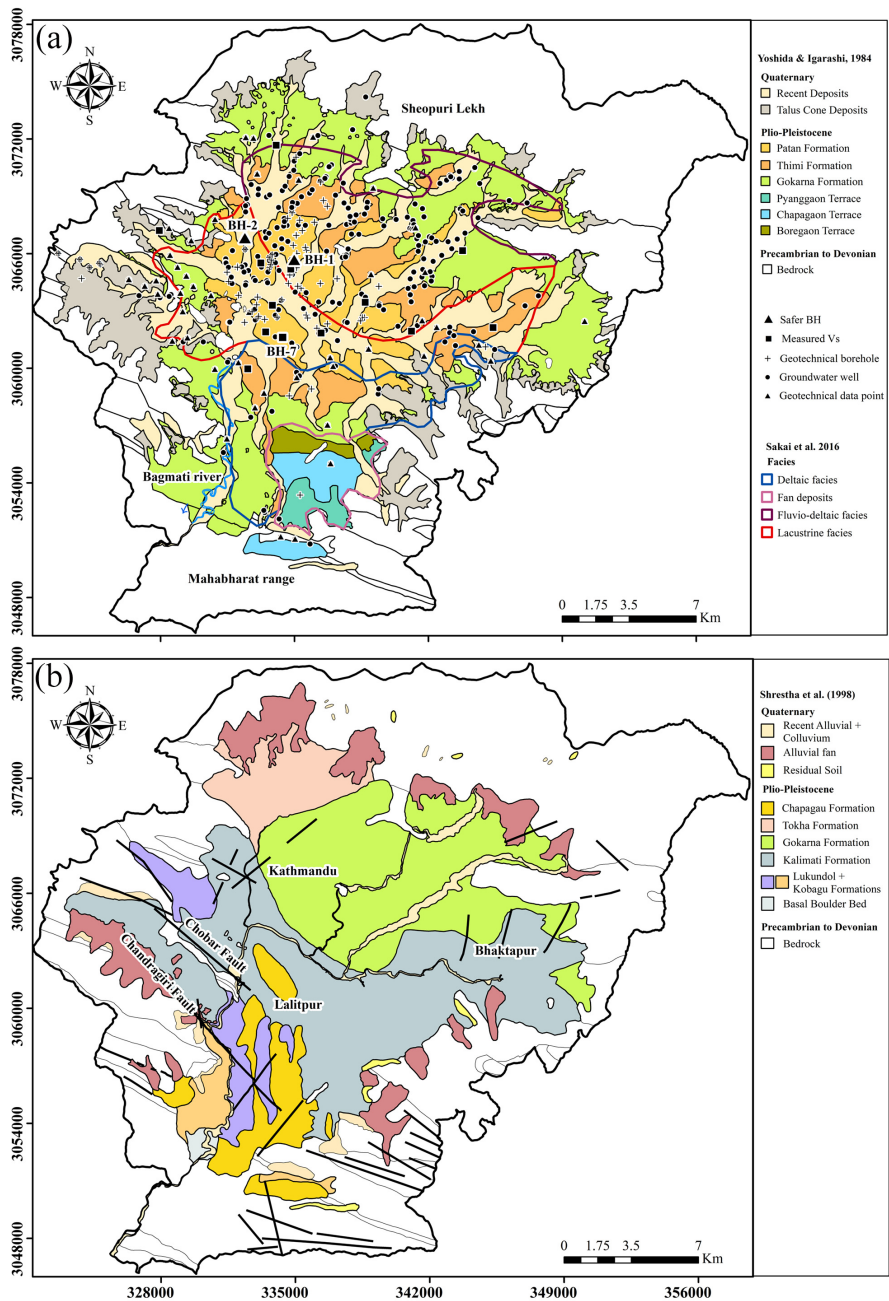 (a)
N
W E
S
3078000
3072000
3066000
3060000
3054000
3048000
Sheopuri Lekh
BH-2
BH-1
BH-7
Bagmati river
Mahabharat range
0 1.75 3.5 7
Km
Yoshida & Igarashi, 1984
Quaternary
Recent Deposits
Talus Cone Deposits
Plio-Pleistocene
Patan Formation
Thimi Formation
Gokarna Formation
Pyanggaon Terrace
Chapagaon Terrace
Boregaon Terrace
Precambrian to Devonian
Bedrock
Safer BH
Measured Vs
Geotechnical borehole
Groundwater well
Geotechnical data point
Sakai et al. 2016
Facies
Deltaic facies
Fan deposits
Fluvio-deltaic facies
Lacustrine facies
(b)
N
W E
S
3078000
3072000
3066000
3060000
3054000
3048000
Kathmandu
Chobar Fault
Bhaktapur
Chandragiri Fault
Lalitpur
0 1.75 3.5 7
Km
328000 335000 342000 349000 356000
Shrestha et al. (1998)
Quaternary
Recent Alluvial +
Colluvium
Alluvial fan
Residual Soil
Plio-Pleistocene
Chapagau Formation
Tokha Formation
Gokarna Formation
Kalimati Formation
Lukundol +
Kobagu Formations
Basal Boulder Bed
Precambrian to Devonian
Bedrock